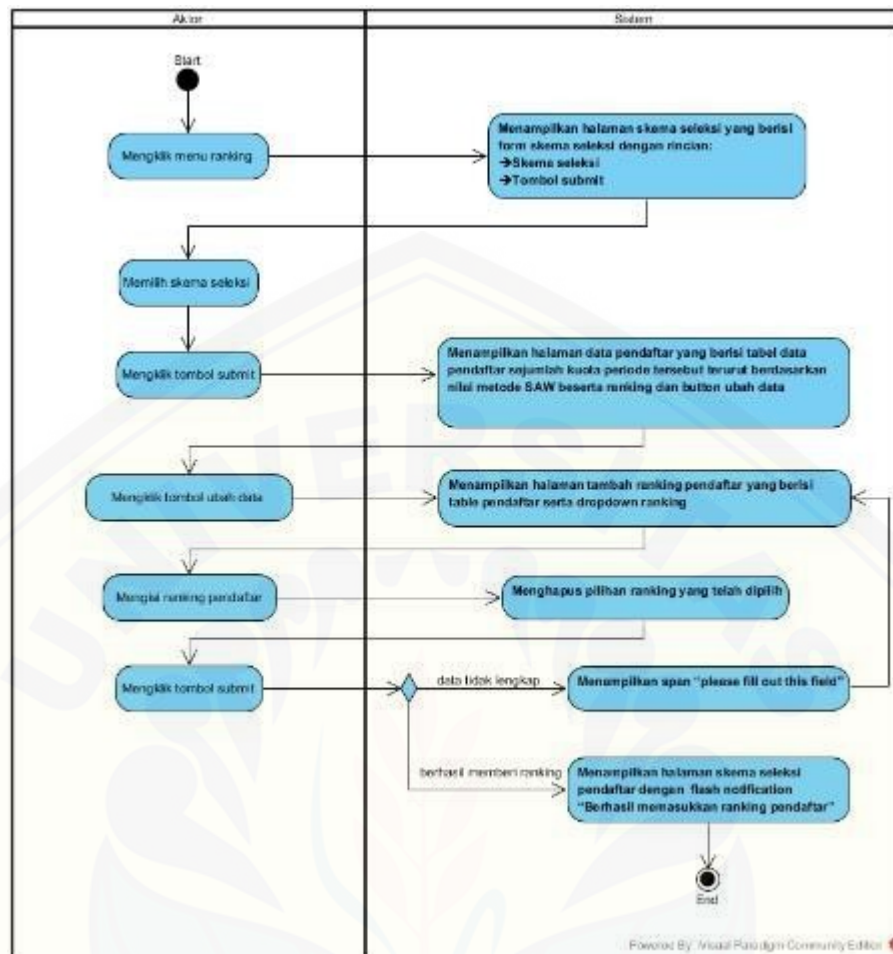 Aktor
Sistem
Start
Mengklik menu ranking
Menampilkan halaman skema seleksi yang berisi
form skema seleksi dengan rincian:
→Skema seleksi
→Tombol submit
Memilih skema seleksi
Mengklik tombol submit
Menampilkan halaman data pendaftar yang berisi tabel data
pendaftar sejumlah kuota periode tersebut terurut berdasarkan
nilai metode SAW beserta ranking dan button ubah data
Mengklik tombol ubah data
Menampilkan halaman tambah ranking pendaftar yang berisi
table pendaftar serta dropdown ranking
Mengisi ranking pendaftar
Menghapus pilihan ranking yang telah dipilih
Mengklik tombol submit
data tidak lengkap
Menampilkan span "please fill out this field"
berhasil memberi ranking
Menampilkan halaman skema seleksi
pendaftar dengan flash notification
"Berhasil memasukkan ranking pendaftar"
End
Powered By Visual Paradigm Community Edition
UNIVERSITAS